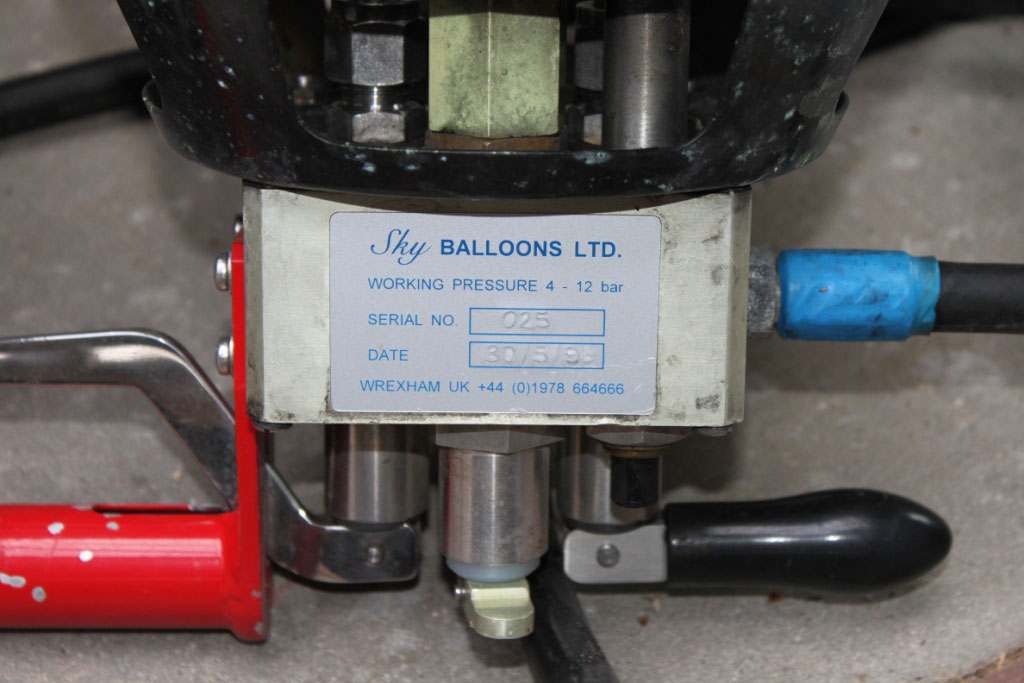 Sky BALLOONS LTD.
WORKING PRESSURE 4 - 12 bar
SERIAL NO. 025
DATE 30/5/99
WREXHAM UK +44 (0)1978 664666